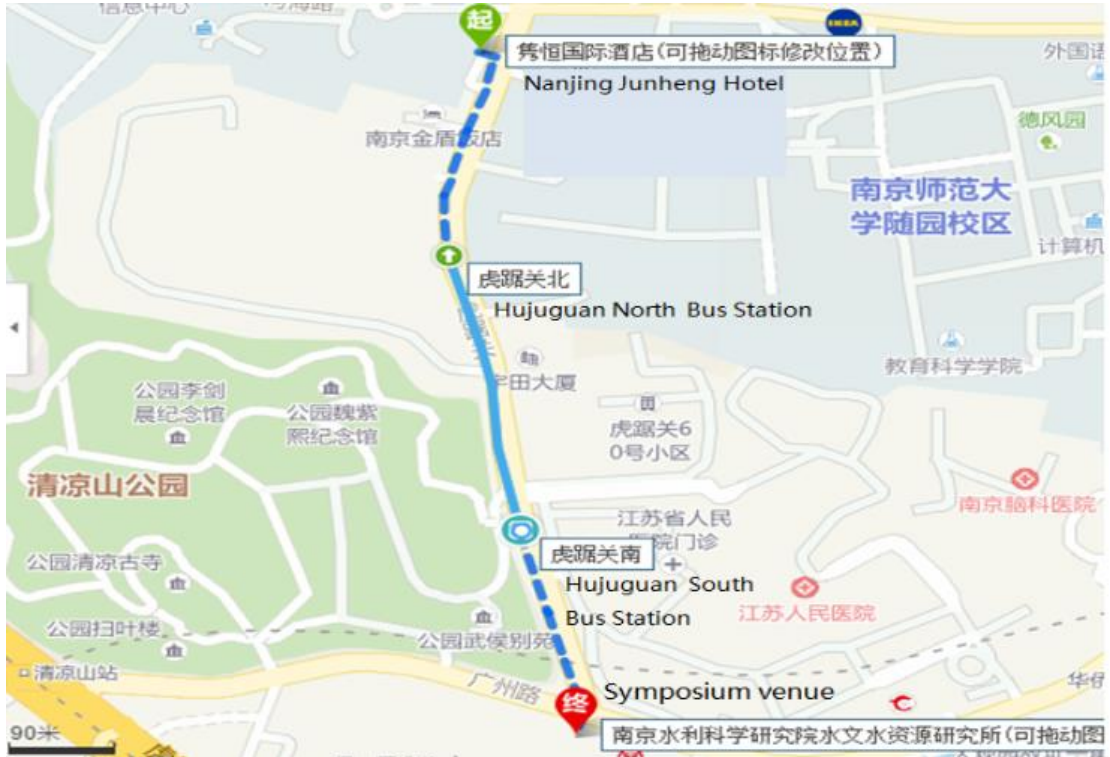 信息中心
起
IKEA
隽恒国际酒店(可拖动图标修改位置)
Nanjing Junheng Hotel
外国语
南京金盾饭店
德风园
南京师范大
学随园校区
计算机
虎踞关北
Hujuguan North Bus Station
教育科学学院
宇田大厦
公园李剑
晨纪念馆
公园魏紫
熙纪念馆
虎踞关6
0号小区
清凉山公园
南京脑科医院
江苏省人民
医院门诊
虎踞关南
公园清凉古寺
Hujuguan South
Bus Station
江苏人民医院
公园扫叶楼
公园武侯别苑
清凉山站
广州路
华侨
Symposium venue
终
90米
虎
南京水利科学研究院水文水资源研究所(可拖动图